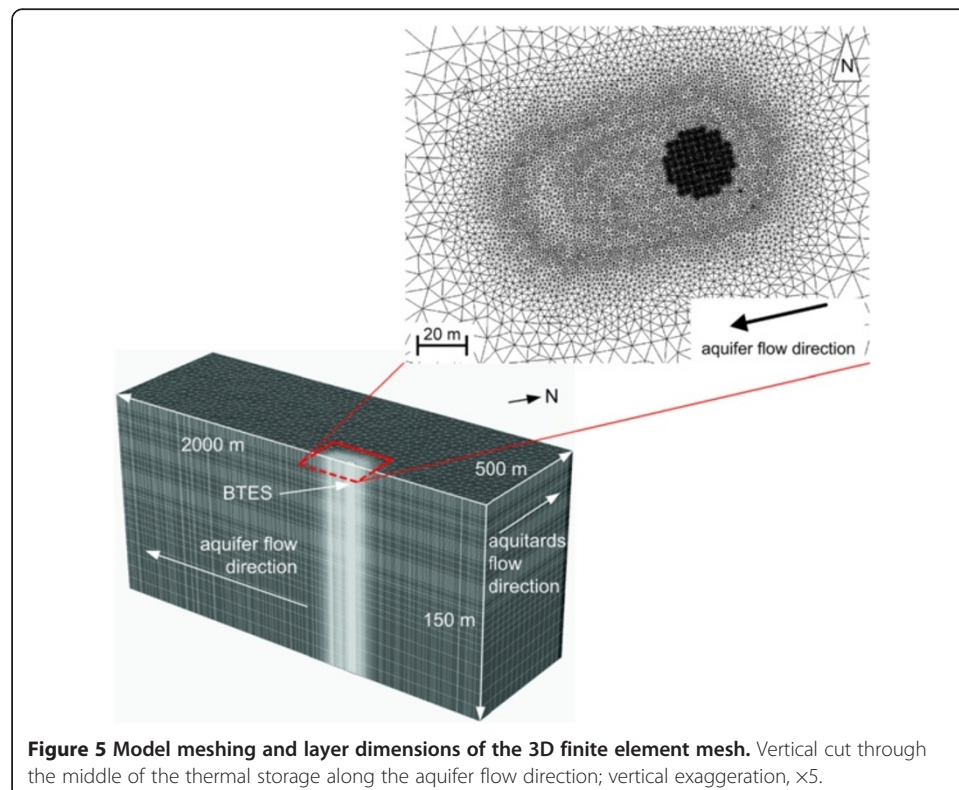 N
20 m
aquifer flow direction
N
2000 m
500 m
BTES
aquifer flow
direction
aquitards
flow
direction
150 m
Figure 5 Model meshing and layer dimensions of the 3D finite element mesh. Vertical cut through
the middle of the thermal storage along the aquifer flow direction; vertical exaggeration, ×5.